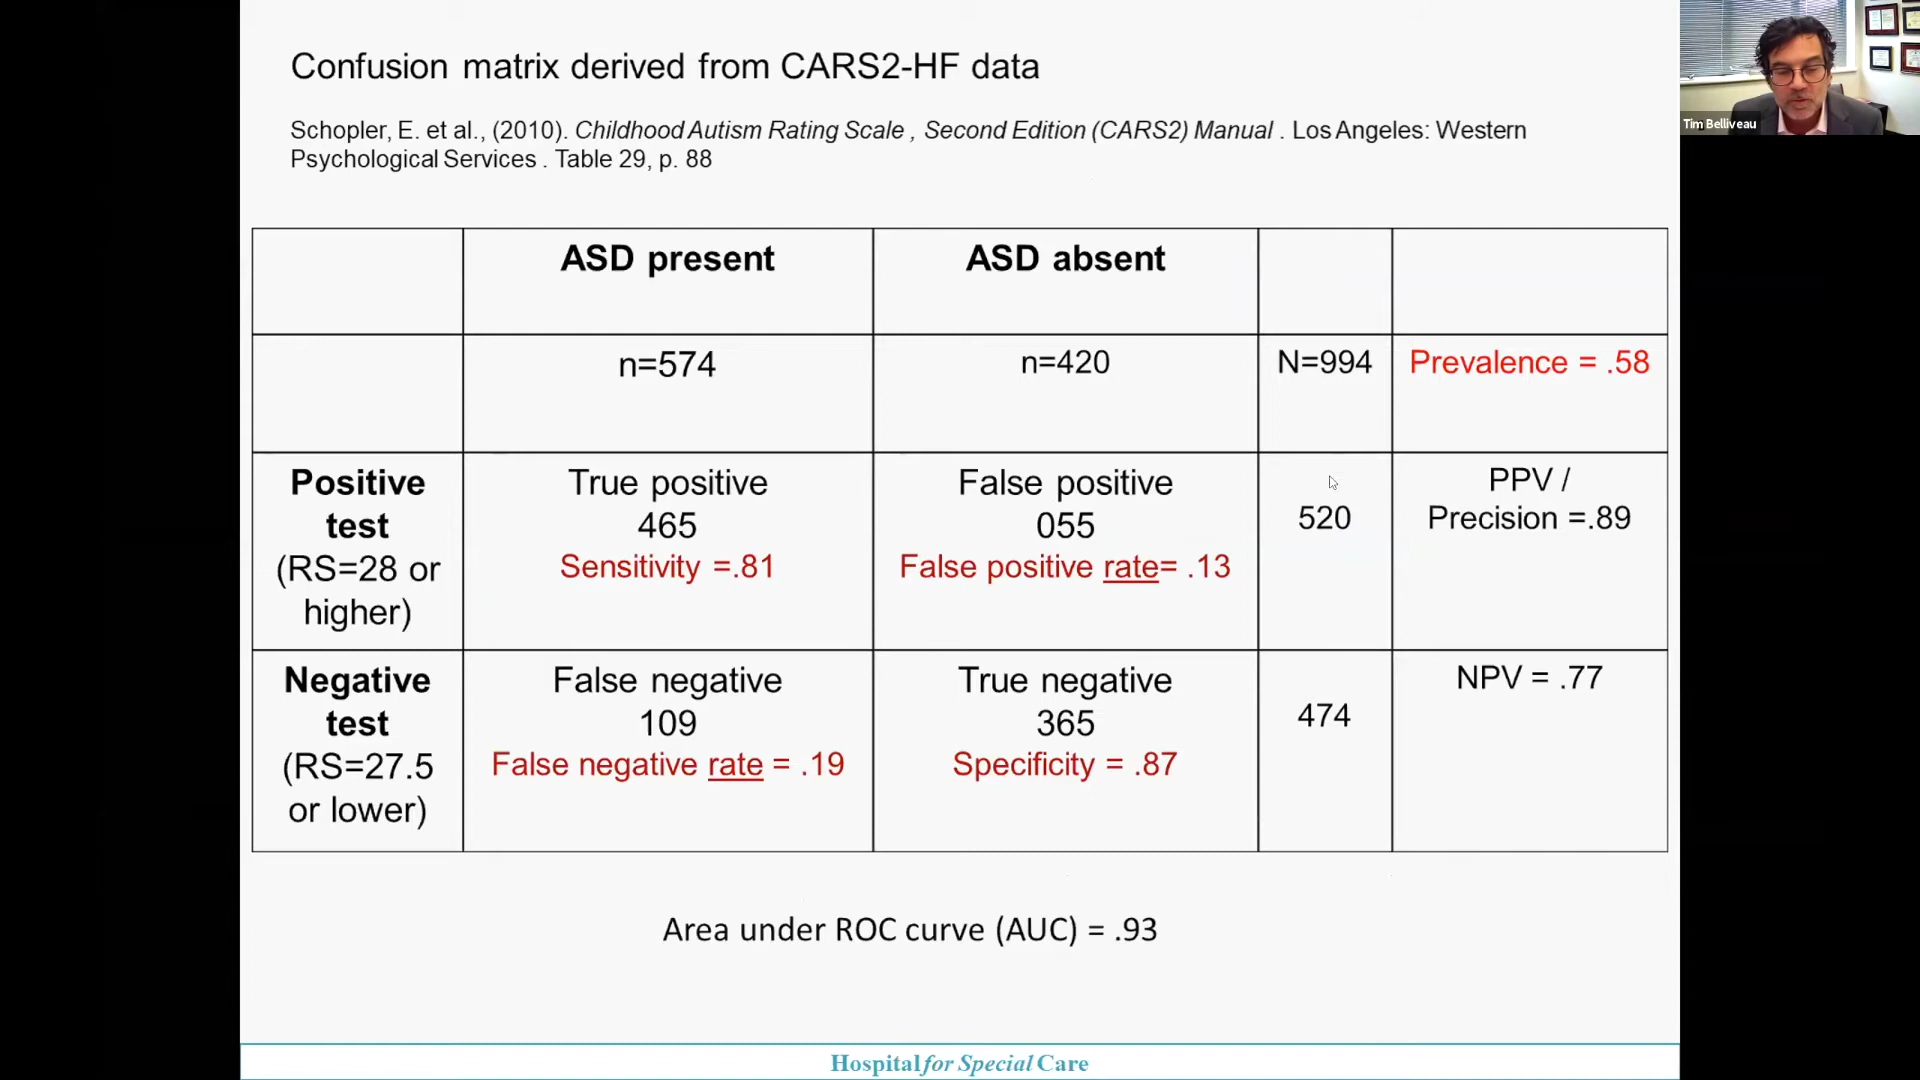 Confusion matrix derived from CARS2-HF data
Tim Belliveau
Schopler, E. et al., (2010). Childhood Autism Rating Scale , Second Edition (CARS2) Manual . Los Angeles: Western
Psychological Services . Table 29, p. 88
ASD present
ASD absent
n=574
n=420
N=994
Prevalence = .58
Positive
test
(RS=28 or
higher)
True positive
465
Sensitivity =.81
False positive
055
False positive rate= .13
520
PPV /
Precision =.89
Negative
test
(RS=27.5
or lower)
False negative
109
False negative rate = .19
True negative
365
Specificity = .87
474
NPV = .77
Area under ROC curve (AUC) = .93
Hospital for Special Care